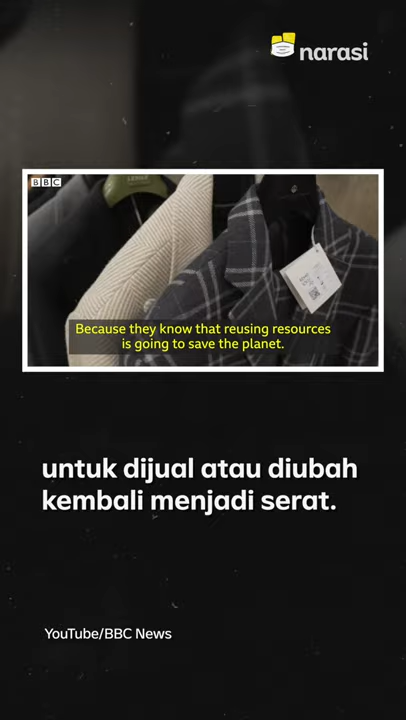 narasi
BBC
Because they know that reusing resources
is going to save the planet.
untuk dijual atau diubah
kembali menjadi serat.
YouTube/BBC News